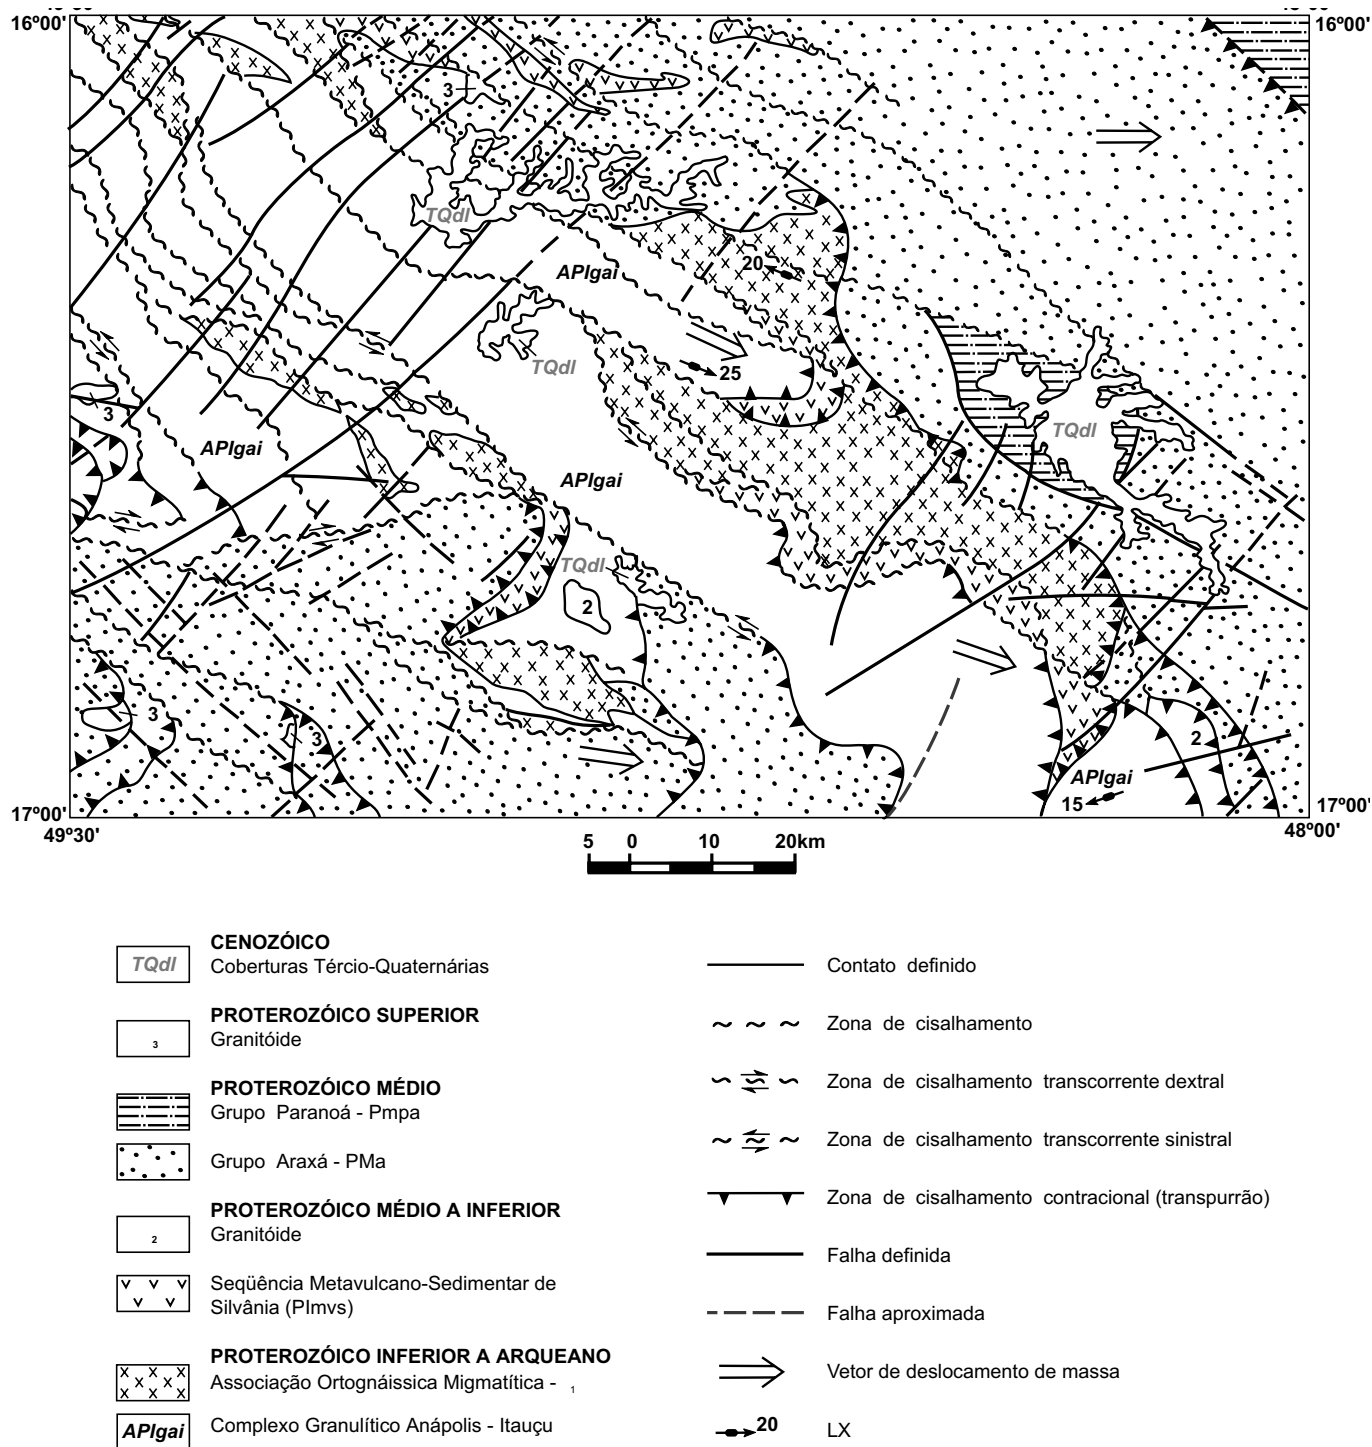 16º00'
16º00'
3
TQdl
APIgai
20
TQdl
25
3
TQdl
APIgai
APIgai
TQdl
2
3
3
2
APIgai
15
17º00'
17º00'
49º30'
48º00'
5 0 10 20km
CENOZÓICO
TQdl Coberturas Tércio-Quaternárias
PROTEROZÓICO SUPERIOR
3 Granitóide
PROTEROZÓICO MÉDIO
Grupo Paranoá - Pmpa
Grupo Araxá - PMa
PROTEROZÓICO MÉDIO A INFERIOR
2 Granitóide
Seqüência Metavulcano-Sedimentar de
Silvânia (PImvs)
PROTEROZÓICO INFERIOR A ARQUEANO
Associação Ortognáissica Migmatítica - 1
APIgai Complexo Granulítico Anápolis - Itauçu
Contato definido
Zona de cisalhamento
Zona de cisalhamento transcorrente dextral
Zona de cisalhamento transcorrente sinistral
Zona de cisalhamento contracional (transpurrão)
Falha definida
Falha aproximada
Vetor de deslocamento de massa
20 LX